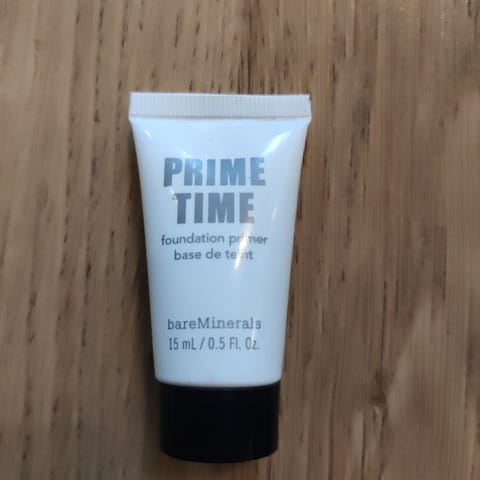 PRIME
TIME
foundation primer
base de teint
bareMinerals
15 mL / 0.5 Fl. Oz.